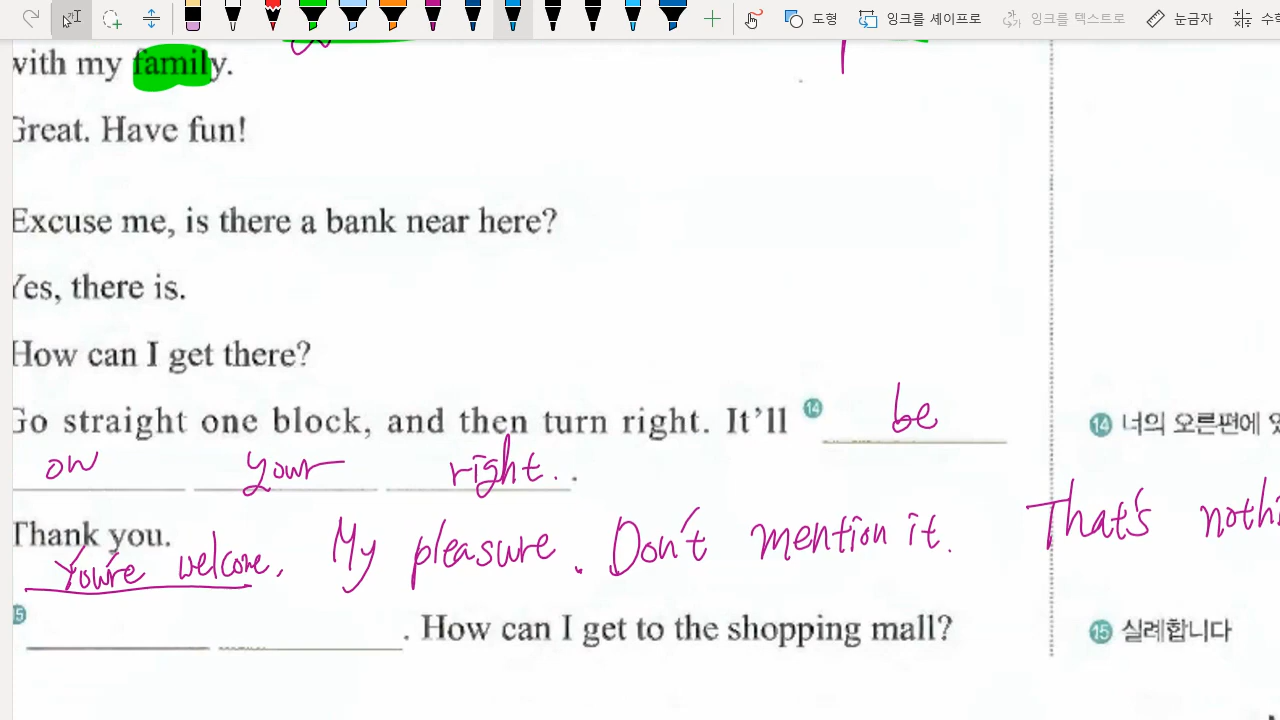 도형 잉크를 셰이프로 잉크를 텍스트로 눈금자
with my family.
Great. Have fun!
Excuse me, is there a bank near here?
Yes, there is.
How can I get there?
Go straight one block, and then turn right. It'll 14 be
14 너의 오른편에
on your right.
Thank you.
You're welcome. My pleasure. Don't mention it. That's
15 . How can I get to the shopping mall?
15 실례합니다